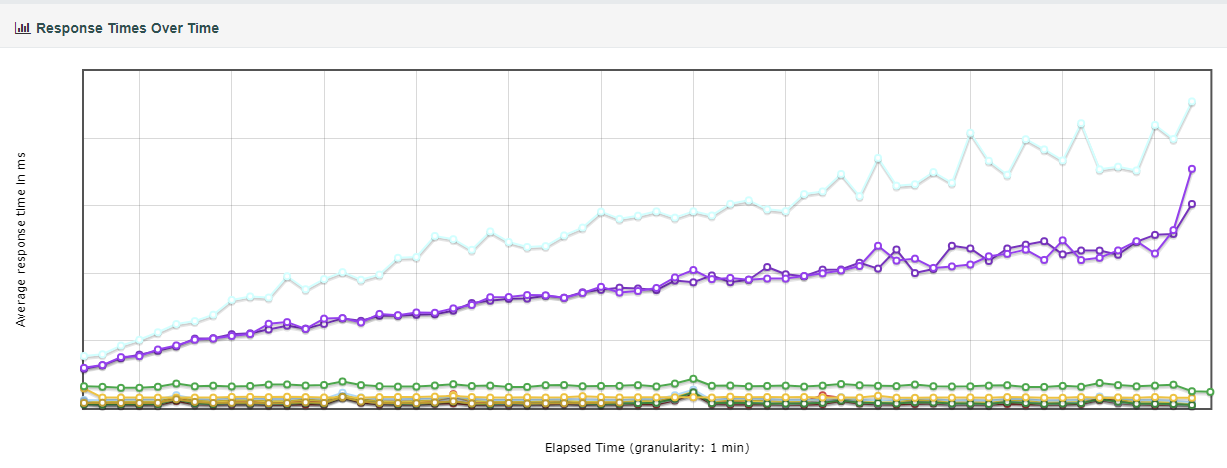 Response Times Over Time
Average response time in ms
Elapsed Time (granularity: 1 min)